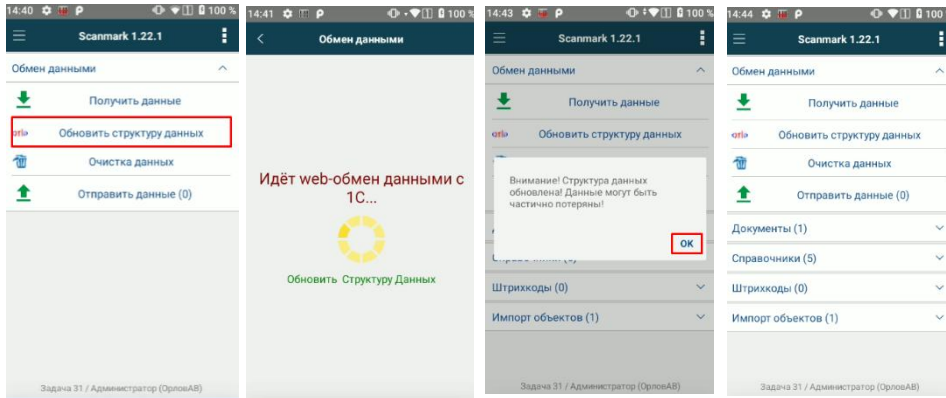 14:40 P 100 %
Scanmark 1.22.1
Обмен данными
Получить данные
Обновить структуру данных
Очистка данных
Отправить данные (0)
Задача 31 / Администратор (ОрловАВ)
14:41 P 100 %
Обмен данными
Идёт web-обмен данными с
1С...
Обновить Структуру Данных
14:43 P 100 %
Scanmark 1.22.1
Обмен данными
Получить данные
Обновить структуру данных
Внимание! Структура данных
обновлена! Данные могут быть
частично потеряны!
ОК
Штрихкоды (0)
Импорт объектов (1)
Задача 31 / Администратор (ОрловАВ)
14:44 P 100
Scanmark 1.22.1
Обмен данными
Получить данные
Обновить структуру данных
Очистка данных
Отправить данные (0)
Документы (1)
Справочники (5)
Штрихкоды (0)
Импорт объектов (1)
Задача 31 / Администратор (ОрловАВ)